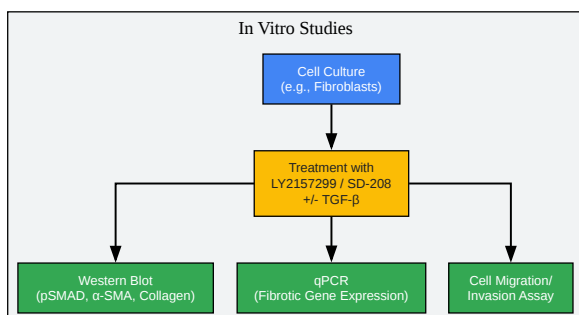 In Vitro Studies
Cell Culture
(e.g., Fibroblasts)
Treatment with
LY2157299 / SD-208
+/- TGF-β
Western Blot
(pSMAD, α-SMA, Collagen)
qPCR
(Fibrotic Gene Expression)
Cell Migration/
Invasion Assay